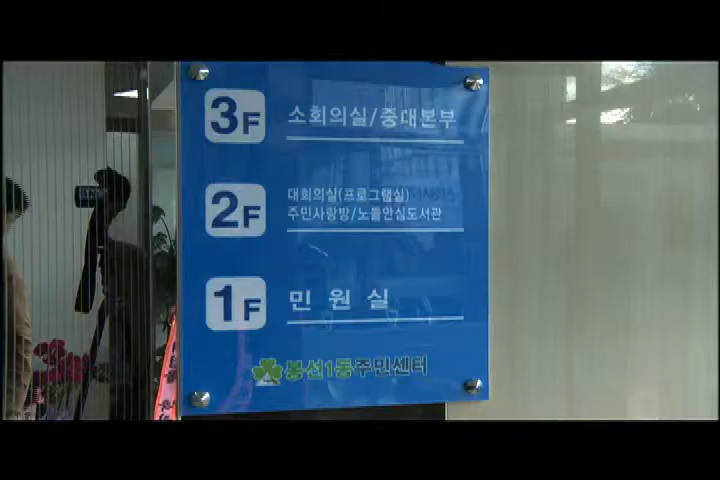 3F
소회의실/중대본부
2F
대회의실(프로그램실)
주민사랑방/노들안심도서관
1F
민원실
봉선1동주민센터